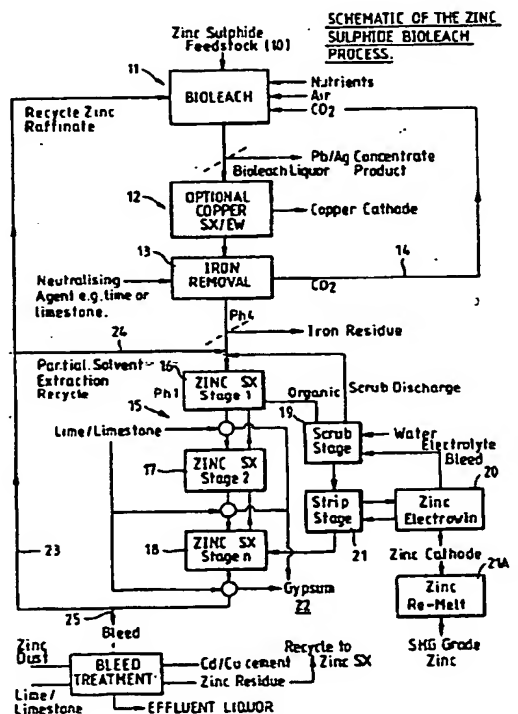 SCHEMATIC OF THE ZINC
SULPHIDE BIOLEACH
PROCESS.
Zinc Sulphide
Feedstock (10)
11
BIOLEACH
Nutrients
Air
CO2
Recycle Zinc
Raffinate
Pb/Ag Concentrate
Product
Bioleach Liquor
12
OPTIONAL
COPPER
SX/EW
Copper Cathode
13
IRON
REMOVAL
14
CO2
Neutralising
Agent e.g. lime or
limestone.
Ph4
24
Iron Residue
Partial Solvent
Extraction
Recycle
16
Ph1
ZINC SX
Stage 1
Organic
Scrub Discharge
15
19
Lime/Limestone
Scrub
Stage
Water
Electrolyte
Bleed
20
17
ZINC SX
Stage 2
Strip
Stage
Zinc
Electrowin
18
ZINC SX
Stage n
21
Zinc Cathode
21A
23
Gypsum
22
Zinc
Re-Melt
25
Bleed
SHG Grade
Zinc
Zinc
Dust
BLEED
TREATMENT
Cd/Cu cement
Zinc Residue
Recycle to
Zinc SX
Lime/
Limestone
EFFLUENT LIQUOR